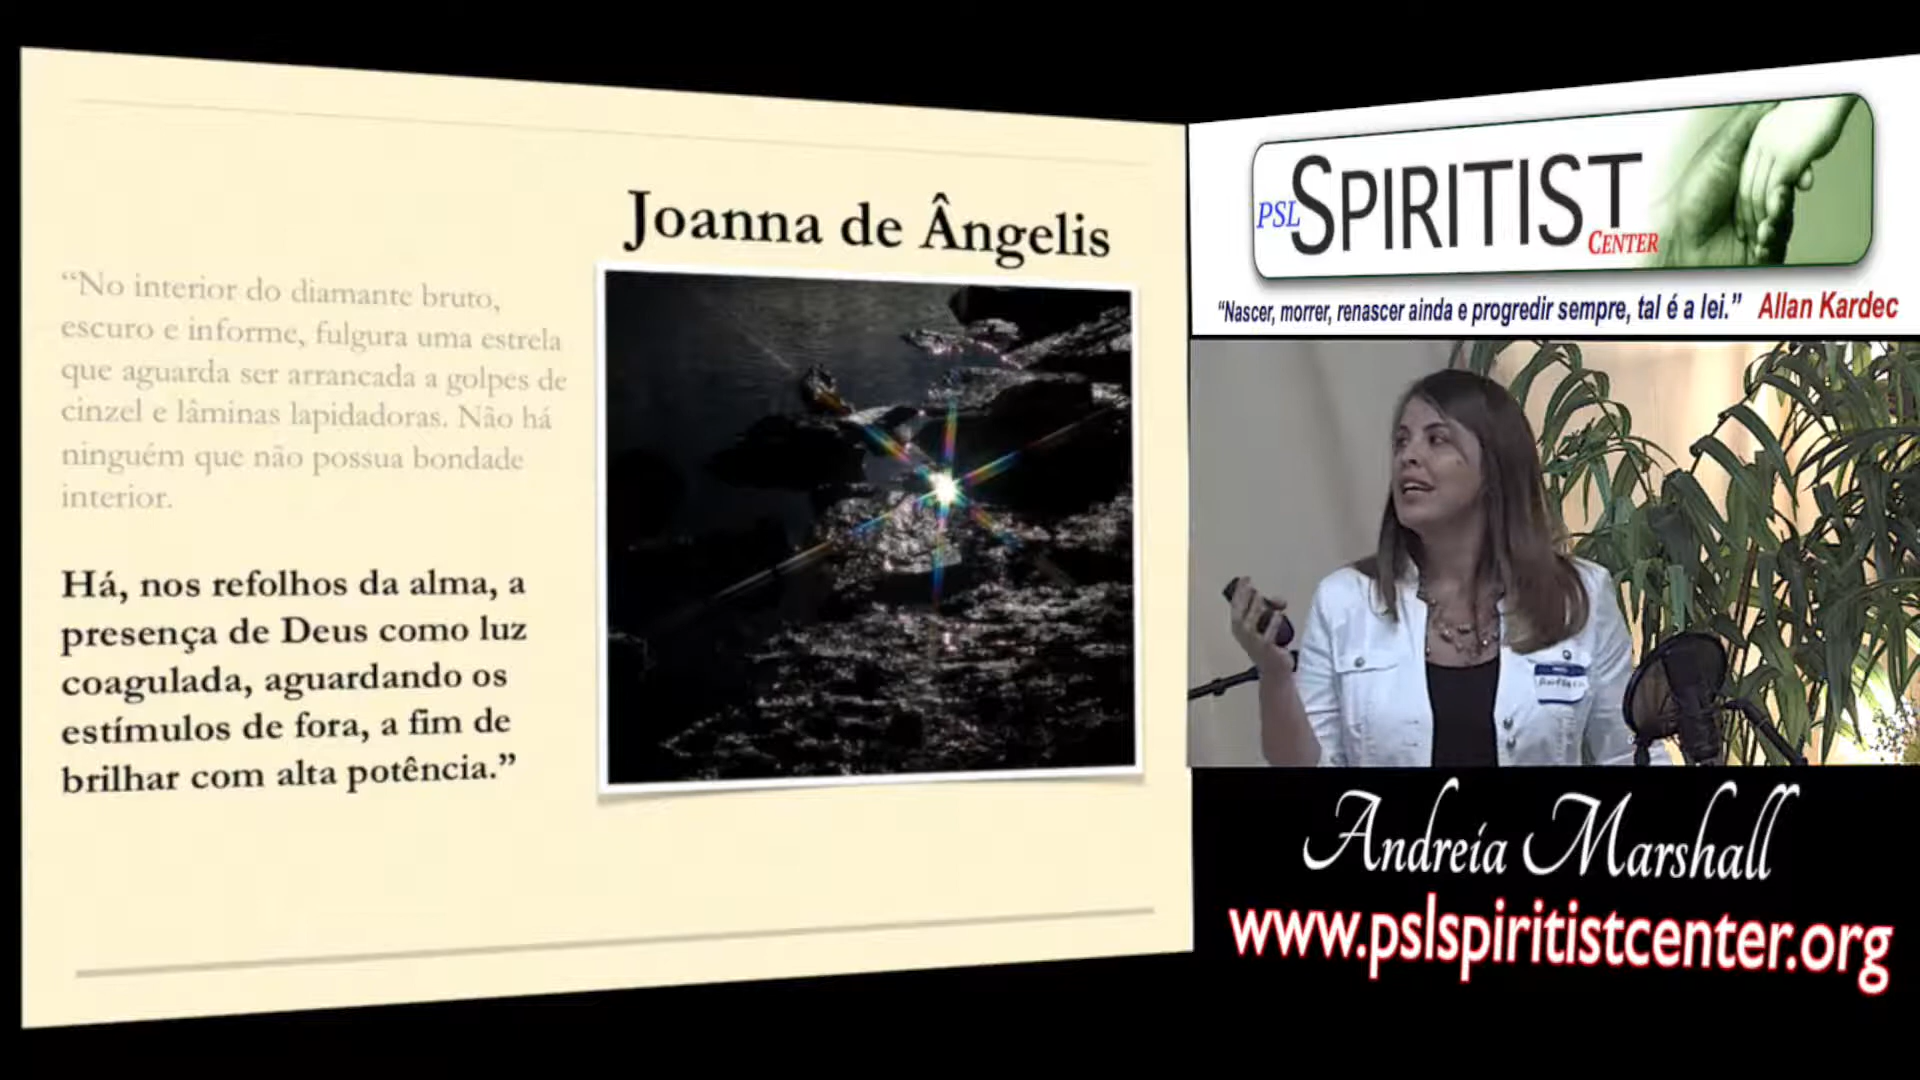 Joanna de Ângelis
“No interior do diamante bruto,
escuro e informe, fulgura uma estrela
que aguarda ser arrancada a golpes de
cinzel e lâminas lapidadoras. Não há
ninguém que não possua bondade
interior.
Há, nos refolhos da alma, a
presença de Deus como luz
coagulada, aguardando os
estímulos de fora, a fim de
brilhar com alta potência.”
PSL SPIRITIST
CENTER
“Nascer, morrer, renascer ainda e progredir sempre, tal é a lei.” Allan Kardec
Andreia Marshall
www.pslspiritistcenter.org